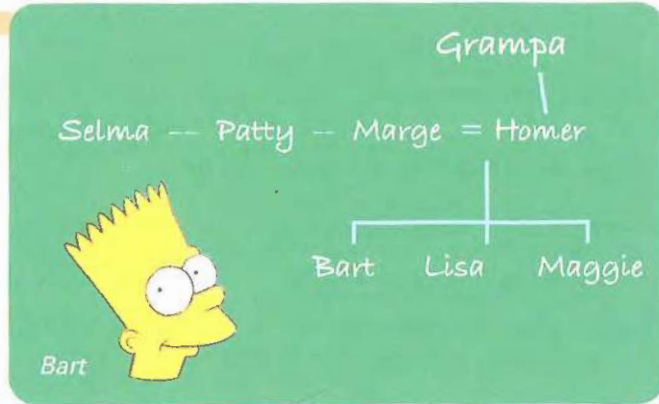 Grampa
Selma -- Patty -- Marge = Homer
Bart Lisa Maggie
Bart